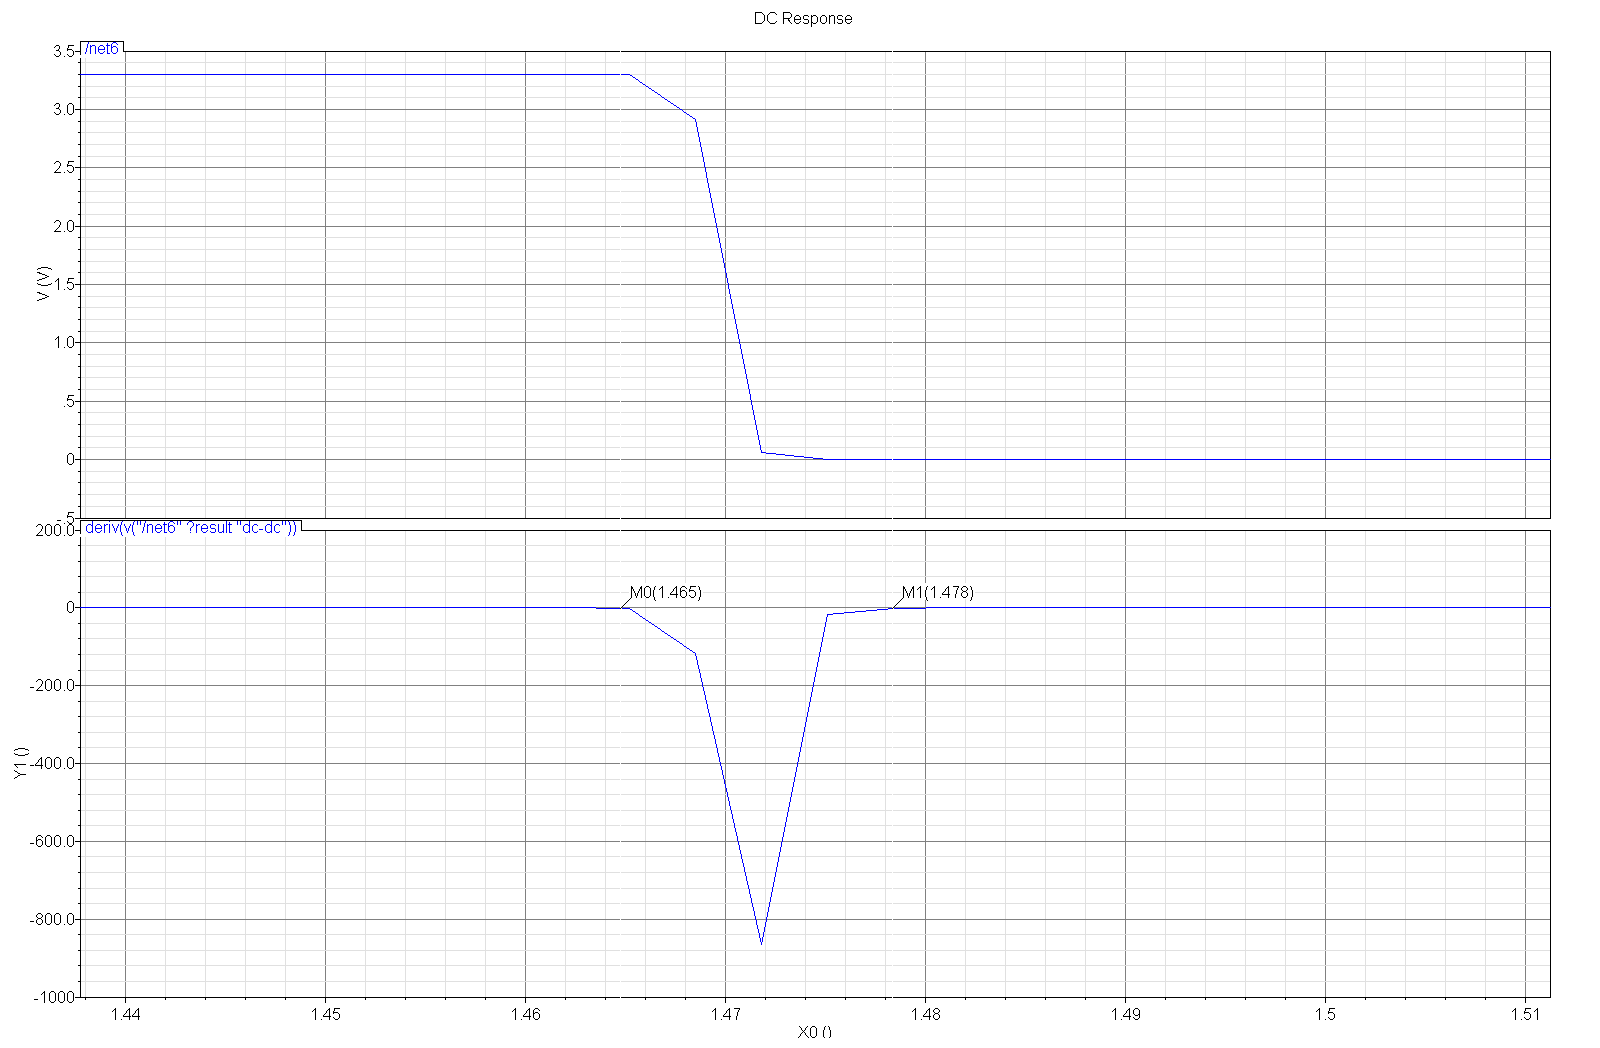 DC Response
/net6
3.5
3.0
2.5
2.0
1.5
1.0
.5
0
-.5
V (V)
deriv(v("/net6" ?result "dc-dc"))
200.0
0
-200.0
-400.0
-600.0
-800.0
-1000
Y1 ()
M0(1.465)
M1(1.478)
1.44 1.45 1.46 1.47 1.48 1.49 1.5 1.51
X0 ()